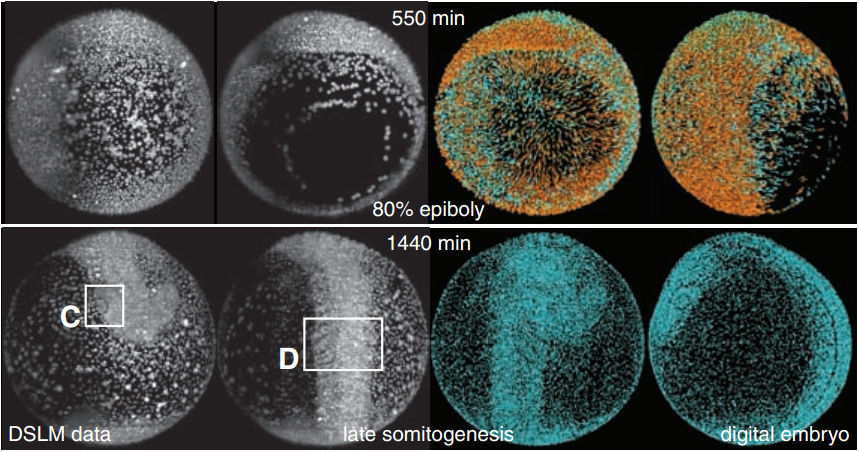 550 min
80% epiboly
1440 min
C
D
DSLM data
late somitogenesis
digital embryo